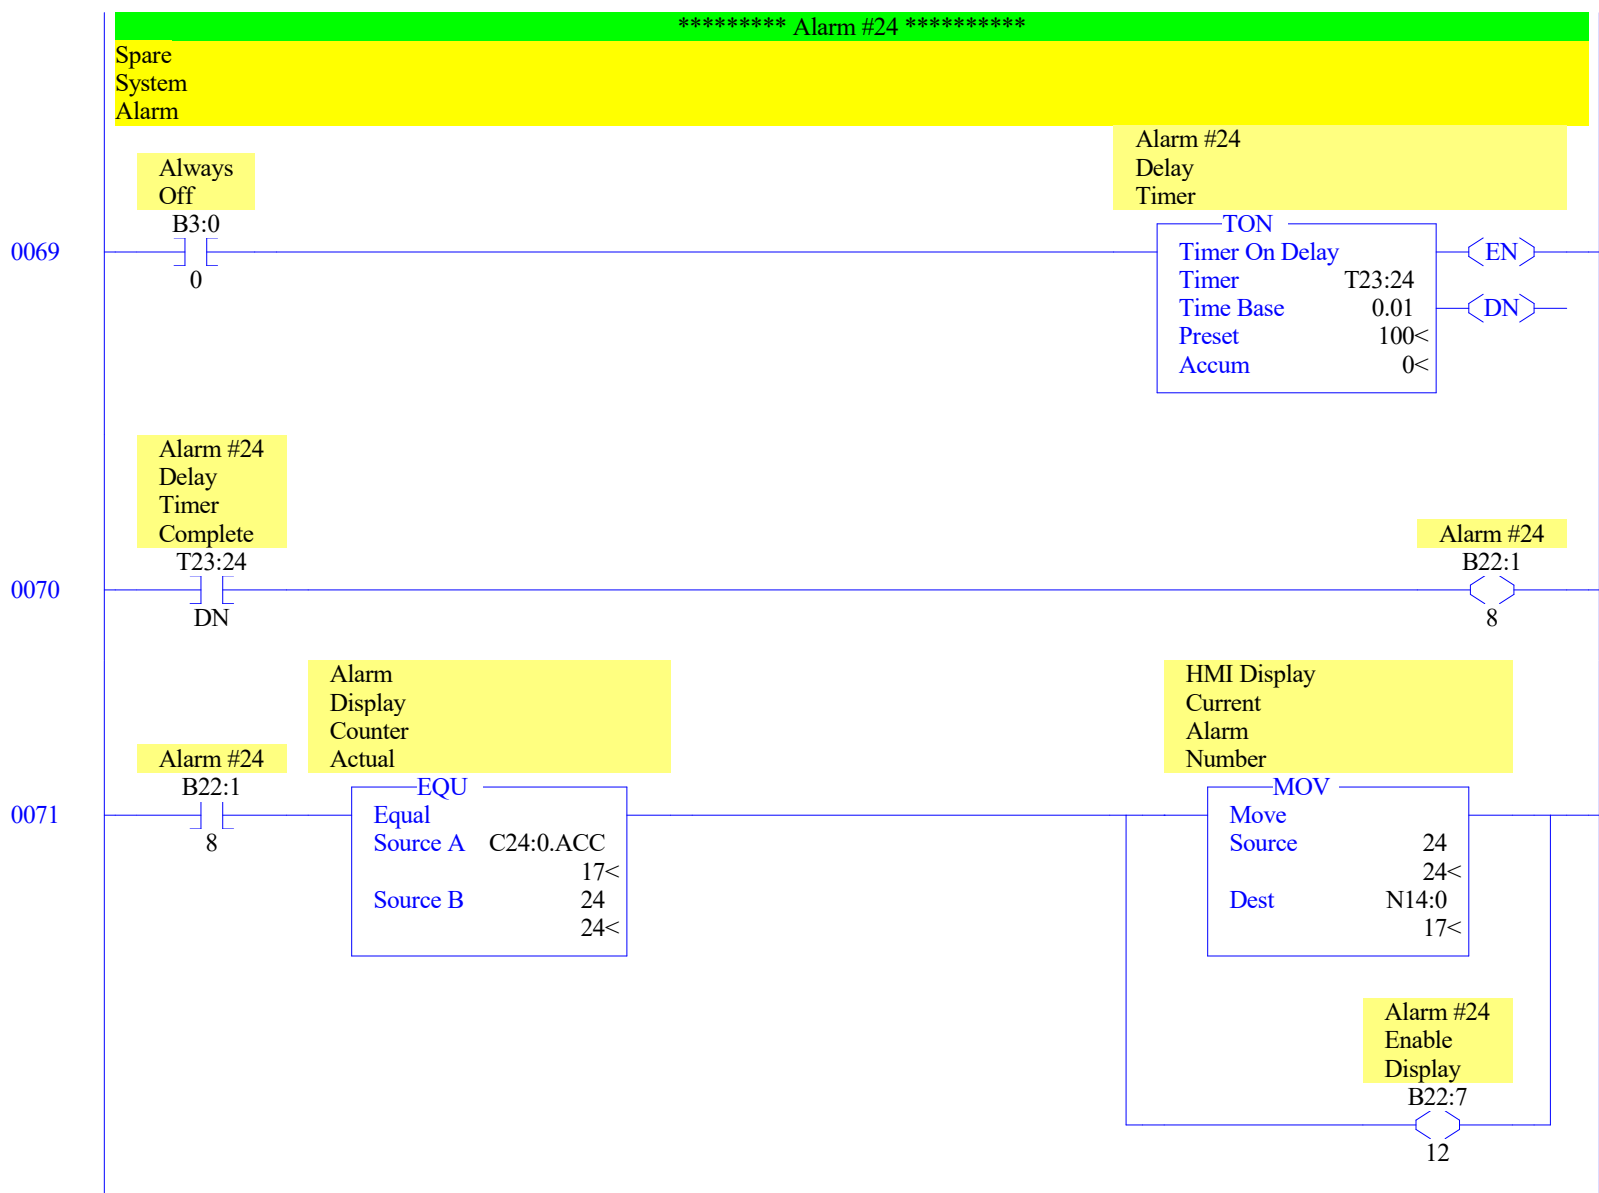 ********* Alarm #24 **********
Spare
System
Alarm
Alarm #24
Delay
Timer
Always
Off
B3:0
0
0069
TON
Timer On Delay
Timer T23:24
Time Base 0.01
Preset 100<
Accum 0<
EN
DN
Alarm #24
Delay
Timer
Complete
T23:24
DN
0070
Alarm #24
B22:1
8
Alarm
Display
Counter
Actual
HMI Display
Current
Alarm
Number
Alarm #24
B22:1
8
0071
EQU
Equal
Source A C24:0.ACC
17<
Source B 24
24<
MOV
Move
Source 24
24<
Dest N14:0
17<
Alarm #24
Enable
Display
B22:7
12